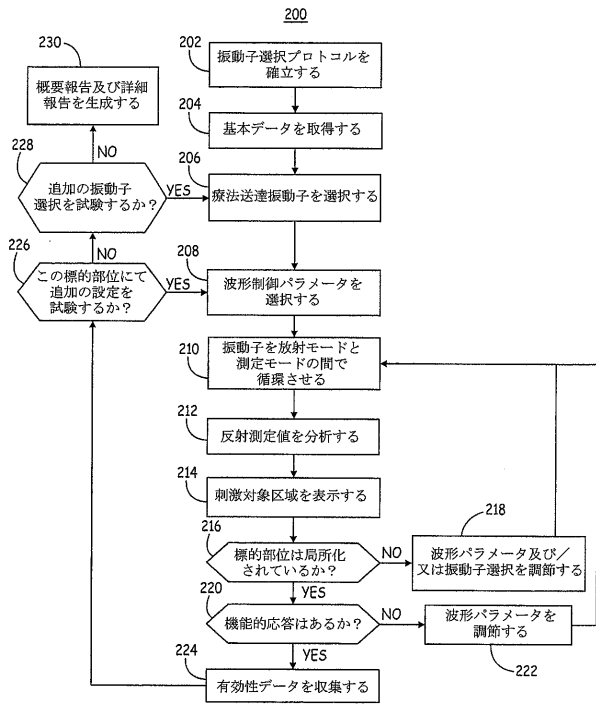 200
202
振動子選択プロトコルを
確立する
204
基本データを取得する
206
療法送達振動子を選択する
208
波形制御パラメータを
選択する
210
振動子を放射モードと
測定モードの間で
循環させる
212
反射測定値を分析する
214
刺激対象区域を表示する
216
標的部位は局所化
されているか?
NO
218
波形パラメータ及び/
又は振動子選択を調節する
YES
220
機能的応答はあるか?
NO
波形パラメータを
調節する
222
YES
224
有効性データを収集する
226
この標的部位にて
追加の設定を
試験するか?
YES
NO
228
追加の振動子
選択を試験するか?
YES
NO
230
概要報告及び詳細
報告を生成する